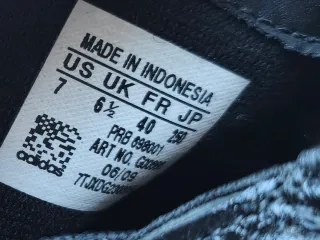 MADE IN INDONESIA
US UK FR JP
7 6½ 40 250
PRB 698001
ART NO.
06/09
adidas